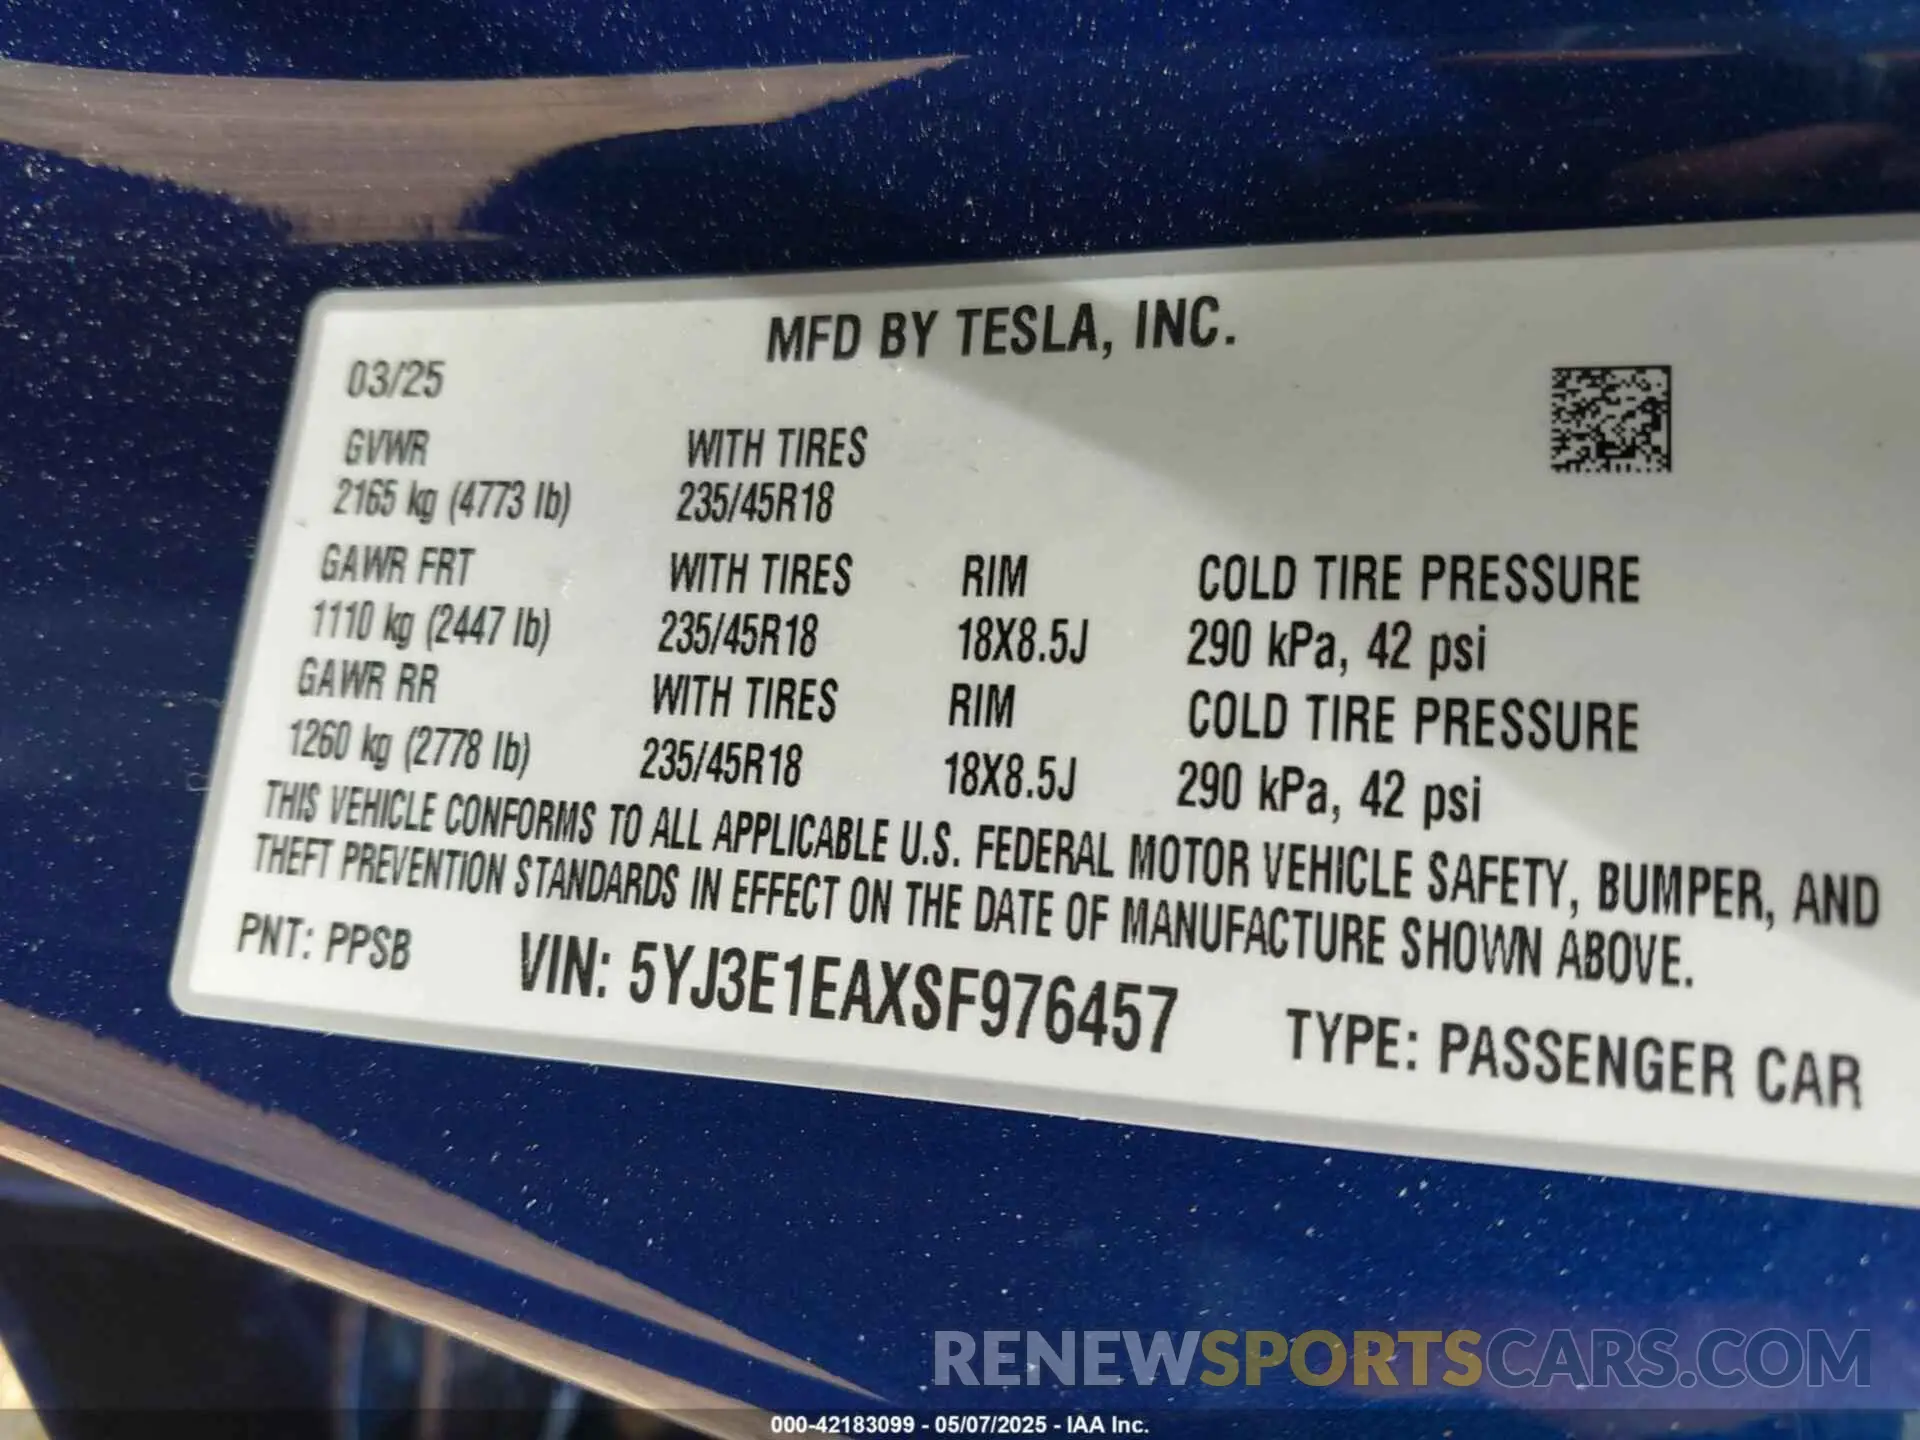 MFD BY TESLA, INC.
03/25
GVWR WITH TIRES
2165 kg (4773 lb) 235/45R18
GAWR FRT WITH TIRES RIM COLD TIRE PRESSURE
1110 kg (2447 lb) 235/45R18 18X8.5J 290 kPa, 42 psi
GAWR RR WITH TIRES RIM COLD TIRE PRESSURE
1260 kg (2778 lb) 235/45R18 18X8.5J 290 kPa, 42 psi
THIS VEHICLE CONFORMS TO ALL APPLICABLE U.S. FEDERAL MOTOR VEHICLE SAFETY, BUMPER, AND
THEFT PREVENTION STANDARDS IN EFFECT ON THE DATE OF MANUFACTURE SHOWN ABOVE.
PNT: PPSB VIN: 5YJ3E1EAXSF976457 TYPE: PASSENGER CAR
RENEWSPORTSCARS.COM
000-42183099 - 05/07/2025 - IAA Inc.